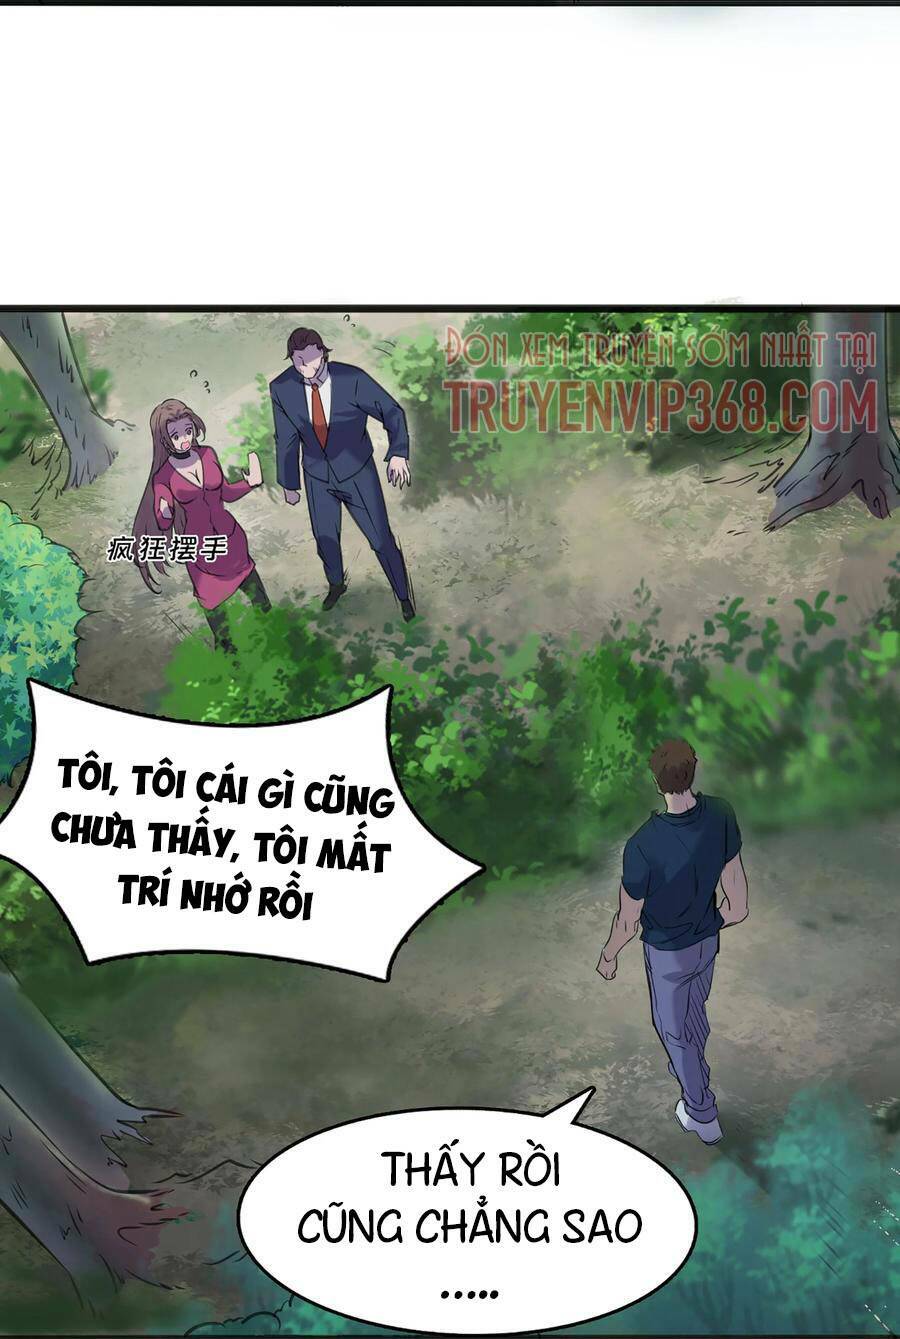 ĐÓN XEM TRUYỆN SỚM NHẤT TẠI
TRUYENVIP368.COM
疯狂摆手
TÔI, TÔI CÁI GÌ CŨNG
CHƯA THẤY, TÔI MẤT
TRÍ NHỚ RỒI
THẤY RỒI
CŨNG CHẲNG SAO
.....